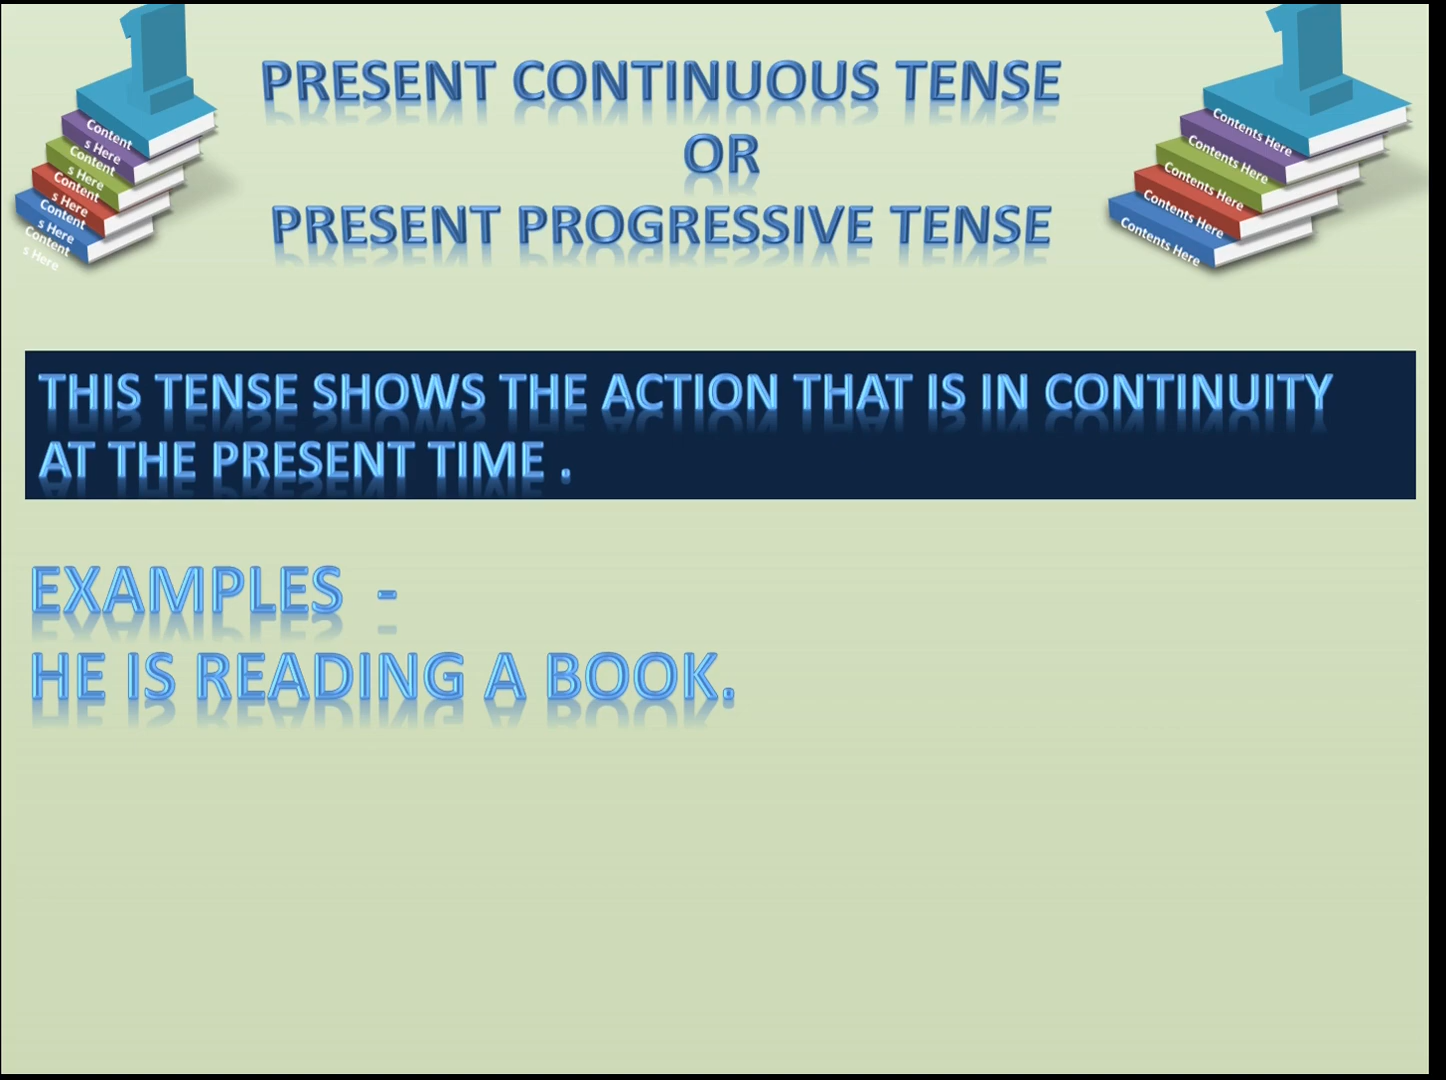 1
Content
s Here
Content
s Here
Content
s Here
Content
s Here
Content
s Here
PRESENT CONTINUOUS TENSE
OR
PRESENT PROGRESSIVE TENSE
1
Contents Here
Contents Here
Contents Here
Contents Here
Contents Here
THIS TENSE SHOWS THE ACTION THAT IS IN CONTINUITY
AT THE PRESENT TIME .
EXAMPLES -
HE IS READING A BOOK.